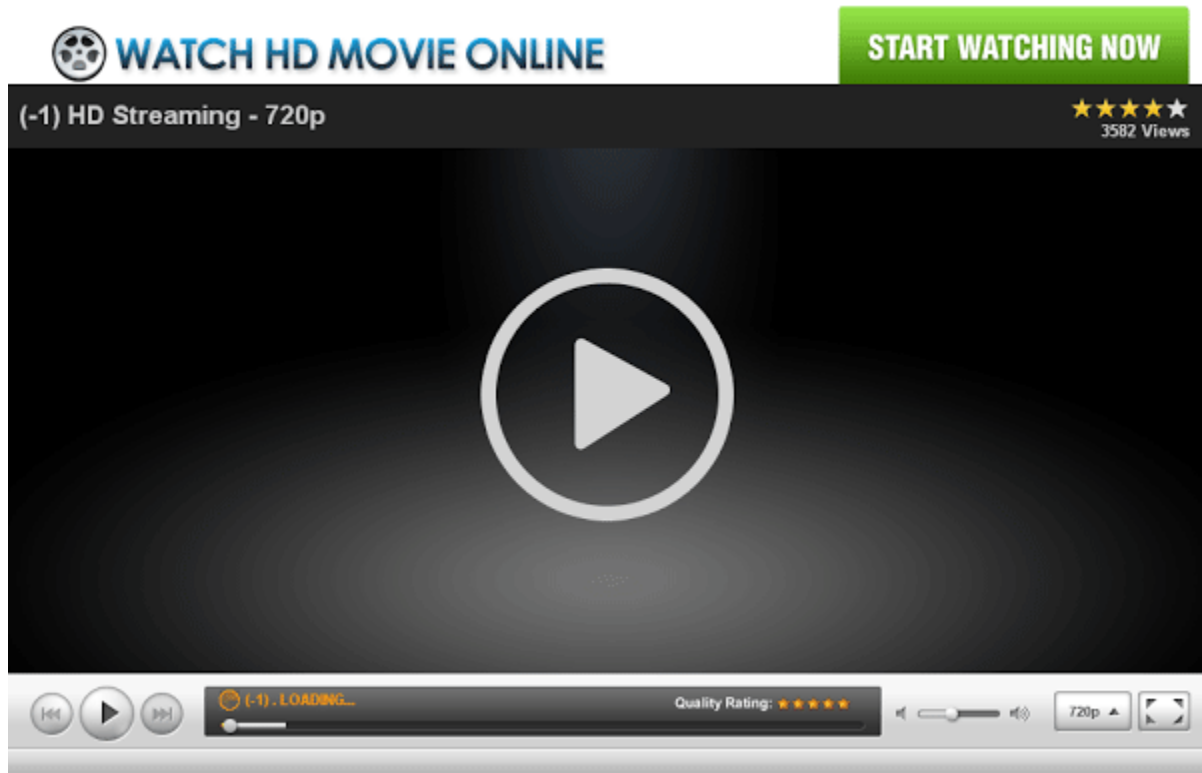 WATCH HD MOVIE ONLINE
START WATCHING NOW
(-1) HD Streaming - 720p
3582 Views
(-1) . LOADING...
Quality Rating:
720p